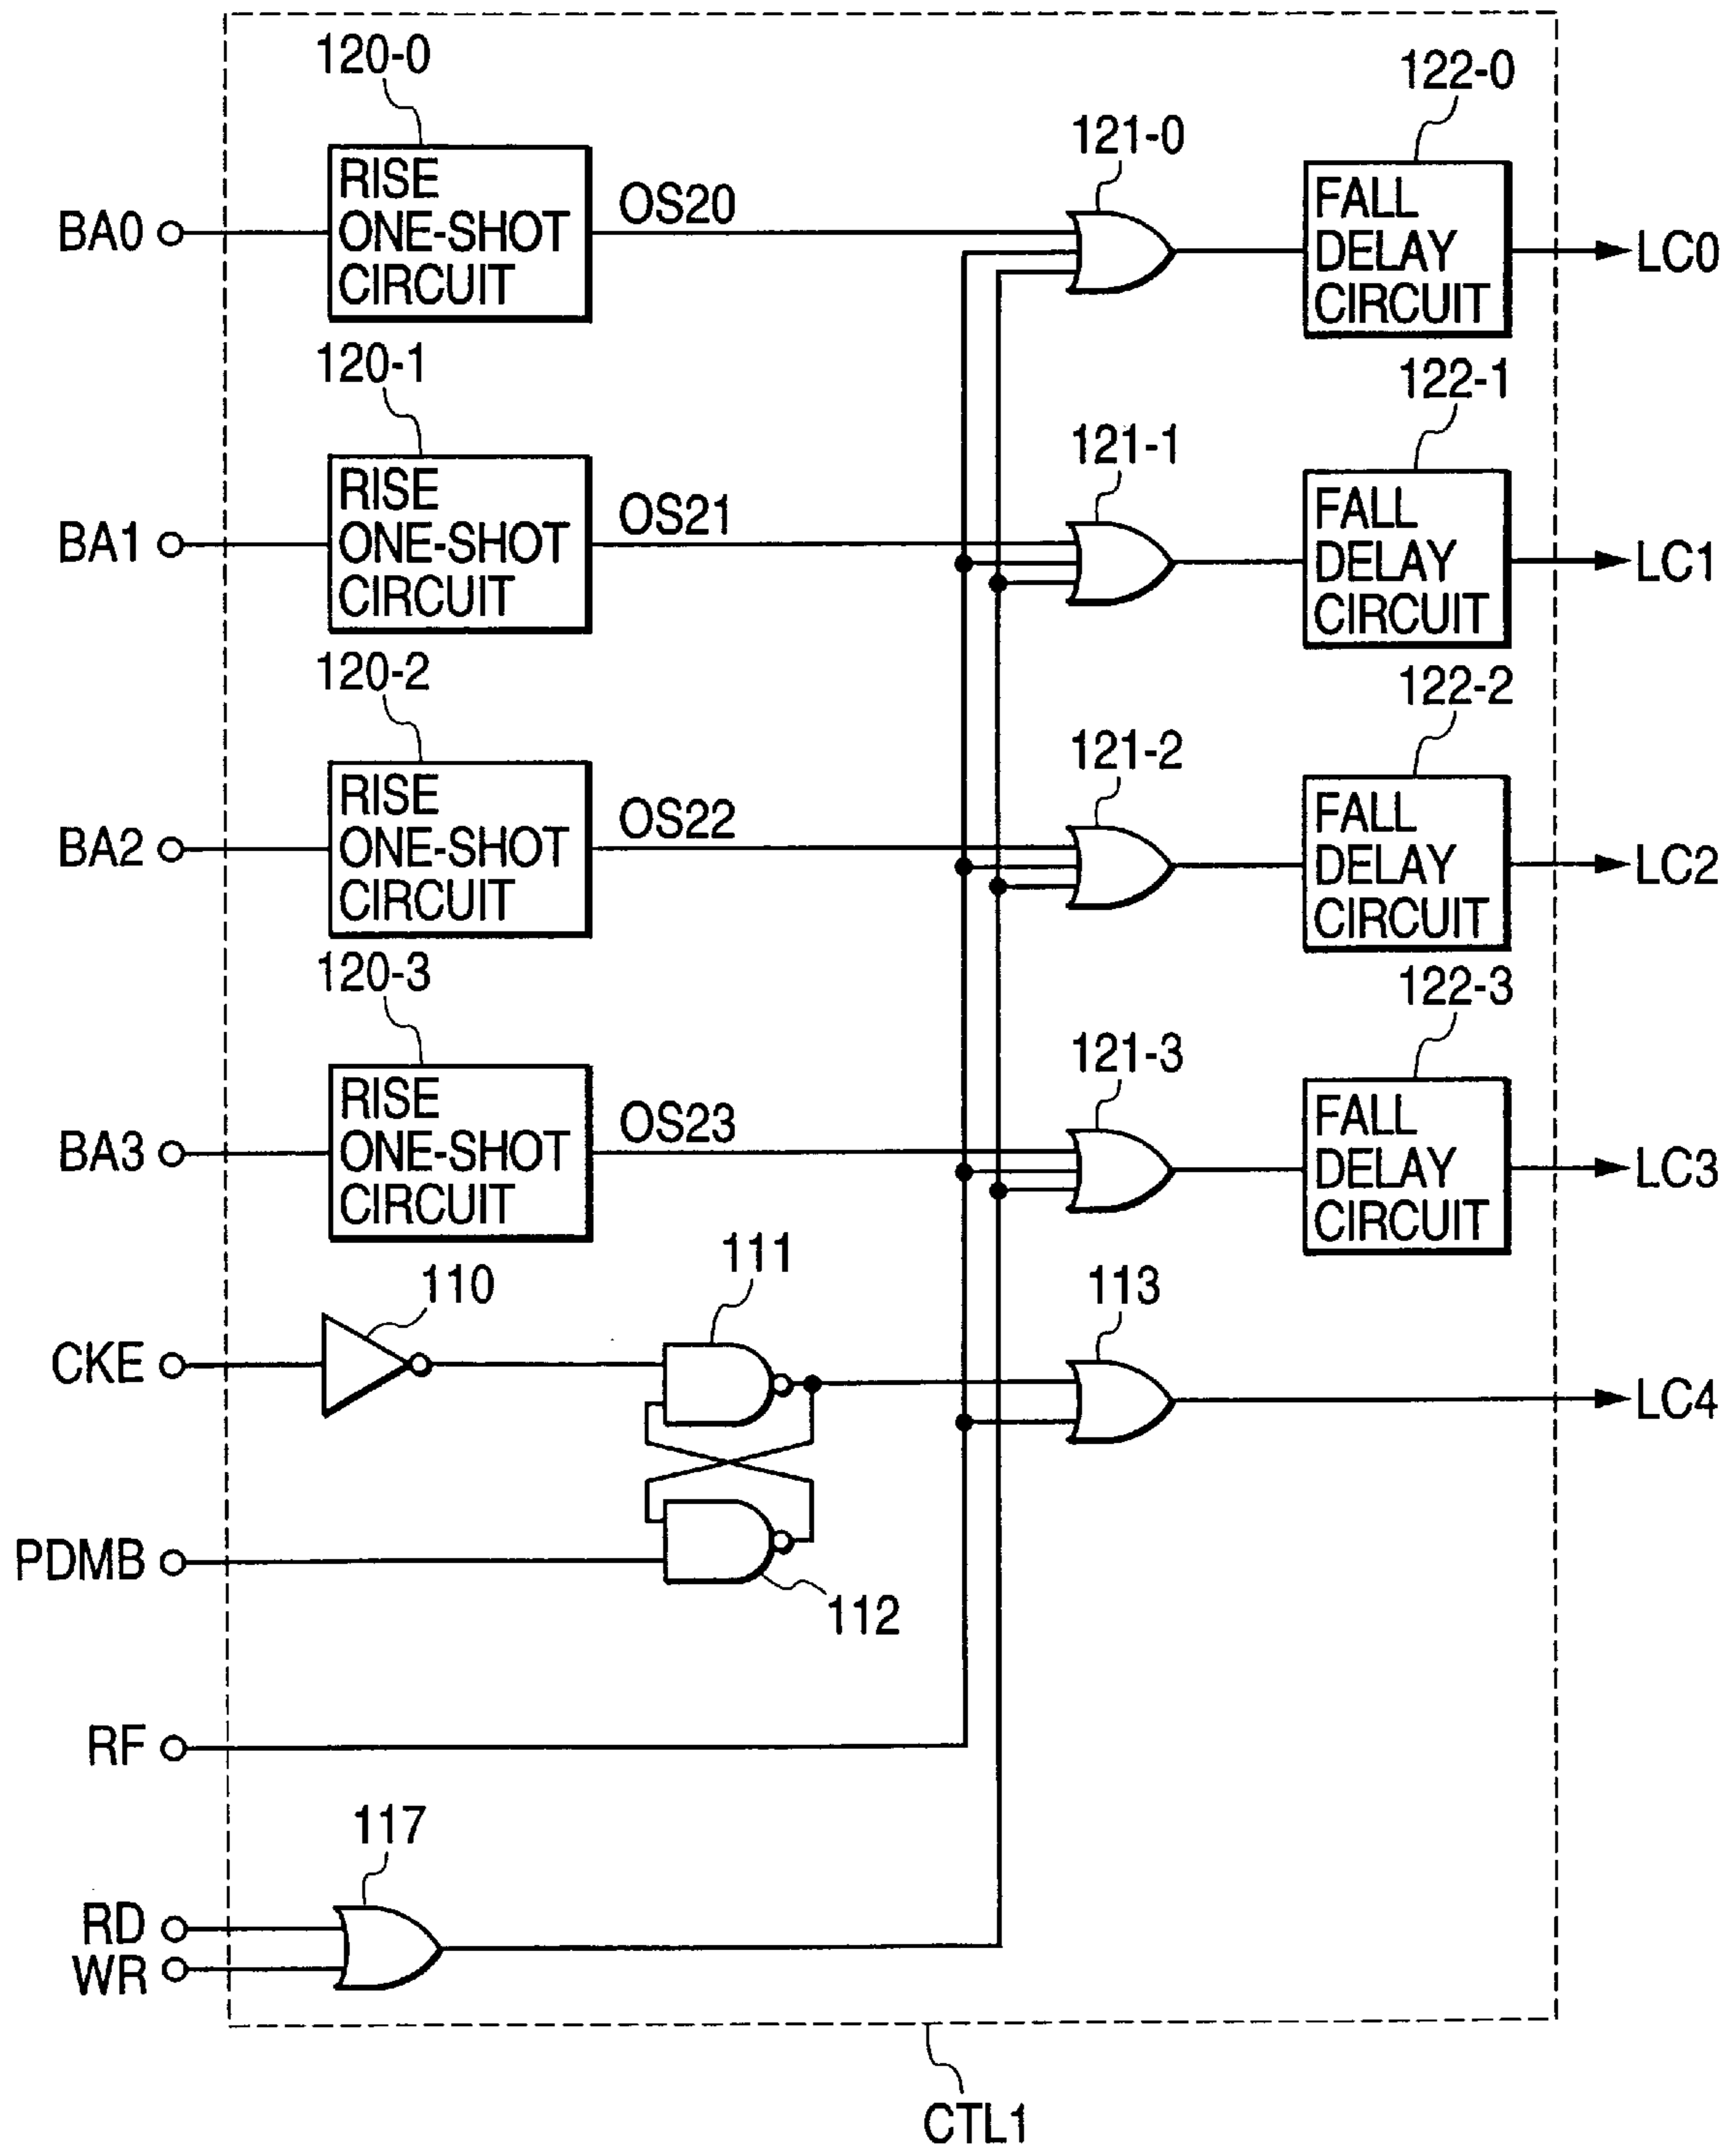 120-0
122-0
121-0
RISE
ONE-SHOT
CIRCUIT
FALL
DELAY
CIRCUIT
BA0
OS20
LC0
120-1
122-1
121-1
RISE
ONE-SHOT
CIRCUIT
FALL
DELAY
CIRCUIT
BA1
OS21
LC1
120-2
122-2
121-2
RISE
ONE-SHOT
CIRCUIT
FALL
DELAY
CIRCUIT
BA2
OS22
LC2
120-3
122-3
121-3
RISE
ONE-SHOT
CIRCUIT
FALL
DELAY
CIRCUIT
BA3
OS23
LC3
110
111
113
CKE
LC4
PDMB
112
RF
117
RD
WR
CTL1